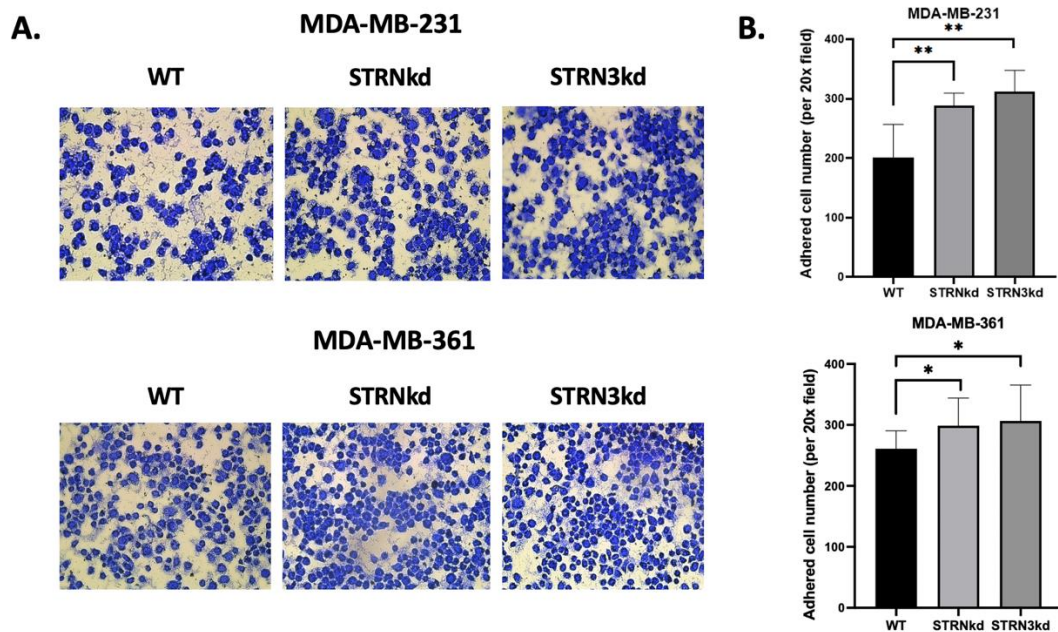 A.
MDA-MB-231
WT STRNkd STRN3kd
MDA-MB-361
WT STRNkd STRN3kd
B.
MDA-MB-231
**
**
Adhered cell number (per 20x field)
400
300
200
100
0
WT STRNkd STRN3kd
MDA-MB-361
*
*
Adhered cell number (per 20x field)
400
300
200
100
0
WT STRNkd STRN3kd